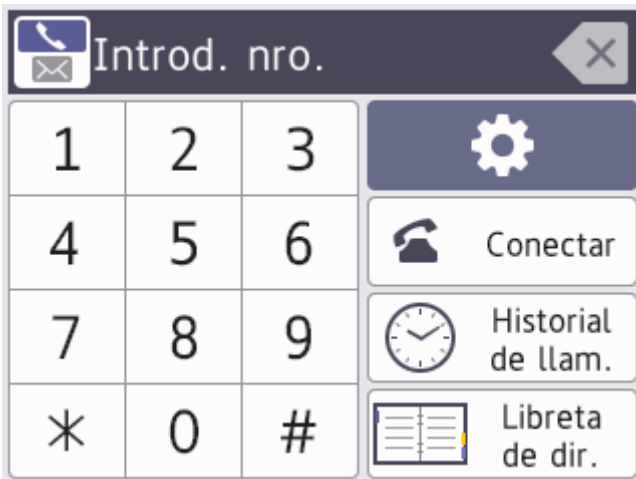 Introd. nro.
1 2 3
4 5 6
Conectar
7 8 9
Historial
de llam.
* 0 #
Libreta
de dir.